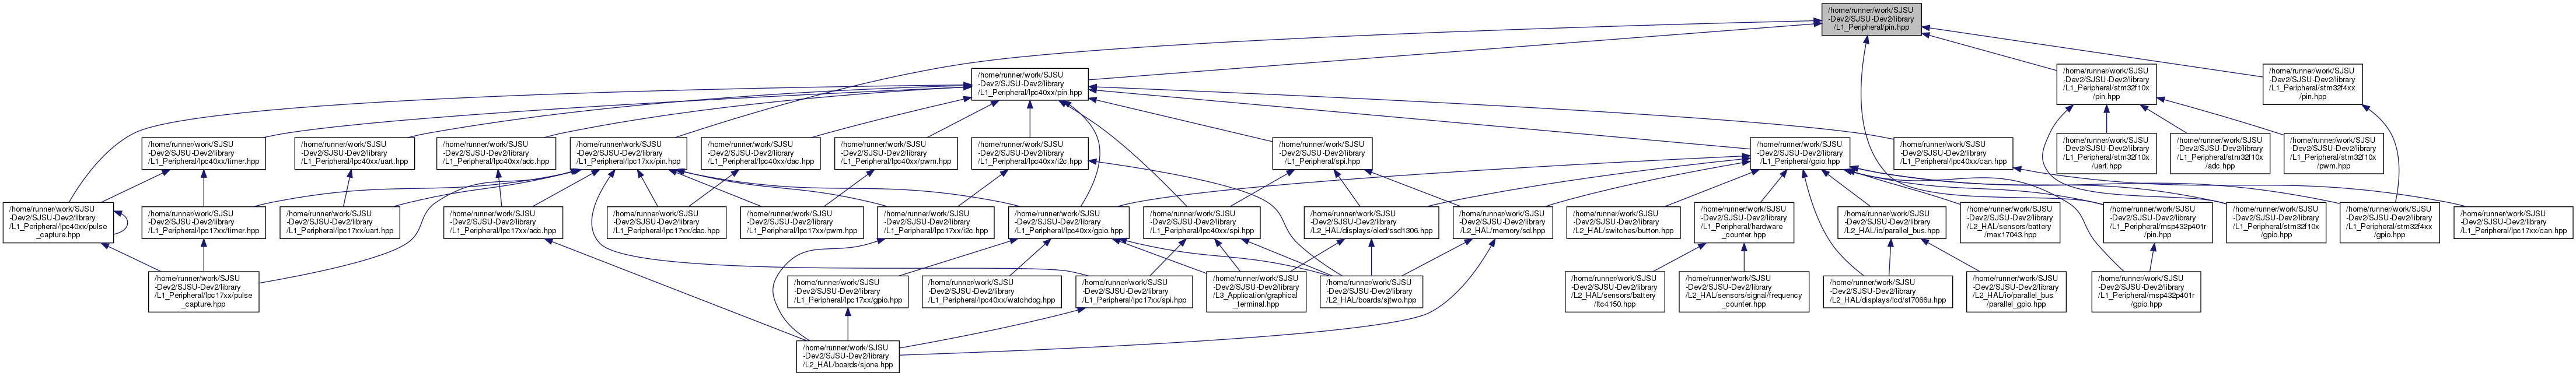 /home/runner/work/SJSU
-Dev2/SJSU-Dev2/library
/L1_Peripheral/pin.hpp
/home/runner/work/SJSU
-Dev2/SJSU-Dev2/library
/L1_Peripheral/lpc40xx/pin.hpp
/home/runner/work/SJSU
-Dev2/SJSU-Dev2/library
/L1_Peripheral/stm32f10x
/pin.hpp
/home/runner/work/SJSU
-Dev2/SJSU-Dev2/library
/L1_Peripheral/stm32f4xx
/pin.hpp
/home/runner/work/SJSU
-Dev2/SJSU-Dev2/library
/L1_Peripheral/lpc40xx/timer.hpp
/home/runner/work/SJSU
-Dev2/SJSU-Dev2/library
/L1_Peripheral/lpc40xx/uart.hpp
/home/runner/work/SJSU
-Dev2/SJSU-Dev2/library
/L1_Peripheral/lpc40xx/adc.hpp
/home/runner/work/SJSU
-Dev2/SJSU-Dev2/library
/L1_Peripheral/lpc17xx/pin.hpp
/home/runner/work/SJSU
-Dev2/SJSU-Dev2/library
/L1_Peripheral/lpc40xx/dac.hpp
/home/runner/work/SJSU
-Dev2/SJSU-Dev2/library
/L1_Peripheral/lpc40xx/pwm.hpp
/home/runner/work/SJSU
-Dev2/SJSU-Dev2/library
/L1_Peripheral/lpc40xx/i2c.hpp
/home/runner/work/SJSU
-Dev2/SJSU-Dev2/library
/L1_Peripheral/spi.hpp
/home/runner/work/SJSU
-Dev2/SJSU-Dev2/library
/L1_Peripheral/gpio.hpp
/home/runner/work/SJSU
-Dev2/SJSU-Dev2/library
/L1_Peripheral/lpc40xx/can.hpp
/home/runner/work/SJSU
-Dev2/SJSU-Dev2/library
/L1_Peripheral/stm32f10x
/uart.hpp
/home/runner/work/SJSU
-Dev2/SJSU-Dev2/library
/L1_Peripheral/stm32f10x
/adc.hpp
/home/runner/work/SJSU
-Dev2/SJSU-Dev2/library
/L1_Peripheral/stm32f10x
/pwm.hpp
/home/runner/work/SJSU
-Dev2/SJSU-Dev2/library
/L1_Peripheral/lpc40xx/pulse
_capture.hpp
/home/runner/work/SJSU
-Dev2/SJSU-Dev2/library
/L1_Peripheral/lpc17xx/timer.hpp
/home/runner/work/SJSU
-Dev2/SJSU-Dev2/library
/L1_Peripheral/lpc17xx/uart.hpp
/home/runner/work/SJSU
-Dev2/SJSU-Dev2/library
/L1_Peripheral/lpc17xx/adc.hpp
/home/runner/work/SJSU
-Dev2/SJSU-Dev2/library
/L1_Peripheral/lpc17xx/dac.hpp
/home/runner/work/SJSU
-Dev2/SJSU-Dev2/library
/L1_Peripheral/lpc17xx/pwm.hpp
/home/runner/work/SJSU
-Dev2/SJSU-Dev2/library
/L1_Peripheral/lpc17xx/i2c.hpp
/home/runner/work/SJSU
-Dev2/SJSU-Dev2/library
/L1_Peripheral/lpc40xx/gpio.hpp
/home/runner/work/SJSU
-Dev2/SJSU-Dev2/library
/L1_Peripheral/lpc40xx/spi.hpp
/home/runner/work/SJSU
-Dev2/SJSU-Dev2/library
/L2_HAL/displays/oled/ssd1306.hpp
/home/runner/work/SJSU
-Dev2/SJSU-Dev2/library
/L2_HAL/memory/sd.hpp
/home/runner/work/SJSU
-Dev2/SJSU-Dev2/library
/L2_HAL/switches/button.hpp
/home/runner/work/SJSU
-Dev2/SJSU-Dev2/library
/L1_Peripheral/hardware
_counter.hpp
/home/runner/work/SJSU
-Dev2/SJSU-Dev2/library
/L2_HAL/io/parallel_bus.hpp
/home/runner/work/SJSU
-Dev2/SJSU-Dev2/library
/L2_HAL/sensors/battery
/max17043.hpp
/home/runner/work/SJSU
-Dev2/SJSU-Dev2/library
/L1_Peripheral/msp432p401r
/pin.hpp
/home/runner/work/SJSU
-Dev2/SJSU-Dev2/library
/L1_Peripheral/stm32f10x
/gpio.hpp
/home/runner/work/SJSU
-Dev2/SJSU-Dev2/library
/L1_Peripheral/stm32f4xx
/gpio.hpp
/home/runner/work/SJSU
-Dev2/SJSU-Dev2/library
/L1_Peripheral/lpc17xx/can.hpp
/home/runner/work/SJSU
-Dev2/SJSU-Dev2/library
/L1_Peripheral/lpc17xx/pulse
_capture.hpp
/home/runner/work/SJSU
-Dev2/SJSU-Dev2/library
/L1_Peripheral/lpc17xx/gpio.hpp
/home/runner/work/SJSU
-Dev2/SJSU-Dev2/library
/L1_Peripheral/lpc40xx/watchdog.hpp
/home/runner/work/SJSU
-Dev2/SJSU-Dev2/library
/L1_Peripheral/lpc17xx/spi.hpp
/home/runner/work/SJSU
-Dev2/SJSU-Dev2/library
/L3_Application/graphical
_terminal.hpp
/home/runner/work/SJSU
-Dev2/SJSU-Dev2/library
/L2_HAL/boards/sjtwo.hpp
/home/runner/work/SJSU
-Dev2/SJSU-Dev2/library
/L2_HAL/sensors/battery
/ltc4150.hpp
/home/runner/work/SJSU
-Dev2/SJSU-Dev2/library
/L2_HAL/sensors/signal/frequency
_counter.hpp
/home/runner/work/SJSU
-Dev2/SJSU-Dev2/library
/L2_HAL/displays/lcd/st7066u.hpp
/home/runner/work/SJSU
-Dev2/SJSU-Dev2/library
/L2_HAL/io/parallel_bus
/parallel_gpio.hpp
/home/runner/work/SJSU
-Dev2/SJSU-Dev2/library
/L1_Peripheral/msp432p401r
/gpio.hpp
/home/runner/work/SJSU
-Dev2/SJSU-Dev2/library
/L2_HAL/boards/sjone.hpp